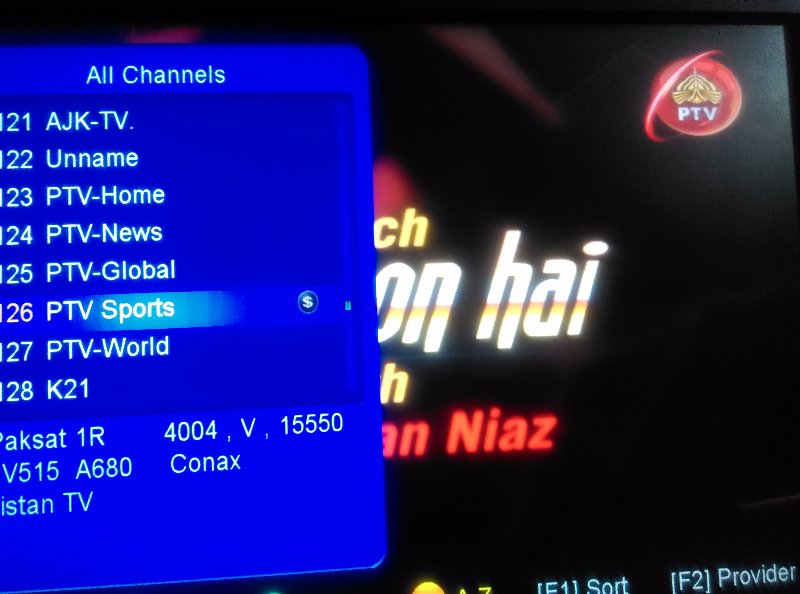 All Channels
121 AJK-TV.
122 Unname
123 PTV-Home
124 PTV-News
125 PTV-Global
126 PTV Sports $
127 PTV-World
128 K21
Paksat 1R 4004 , V , 15550
V515 A680 Conax
istan TV
PTV
ch
on hai
h
an Niaz
A-Z [F1] Sort [F2] Provider